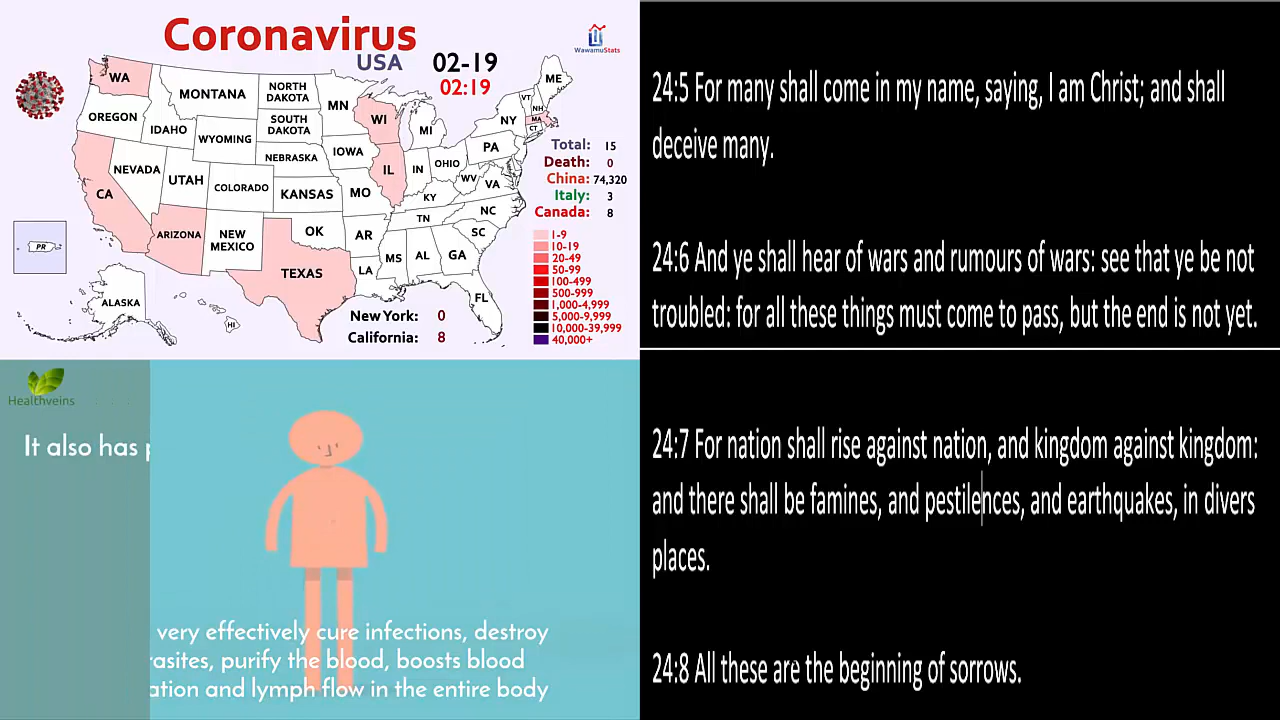 Coronavirus
WawamuStats
USA 02-19
02:19
WA
MONTANA
NORTH
DAKOTA
MN
ME
VT
NH
OREGON
IDAHO
WYOMING
SOUTH
DAKOTA
WI
MI
NY
MA
CT
NEVADA
UTAH
COLORADO
NEBRASKA
IOWA
IL
IN
OHIO
PA
CA
KANSAS
MO
KY
WV
VA
ARIZONA
NEW
MEXICO
OK
AR
TN
NC
SC
TEXAS
LA
MS
AL
GA
FL
PR
ALASKA
HI
Total: 15
Death: 0
China: 74,320
Italy: 3
Canada: 8
1-9
10-19
20-49
50-99
100-499
500-999
1,000-4,999
5,000-9,999
10,000-39,999
40,000+
New York: 0
California: 8
24:5 For many shall come in my name, saying, I am Christ; and shall
deceive many.
24:6 And ye shall hear of wars and rumours of wars: see that ye be not
troubled: for all these things must come to pass, but the end is not yet.
Healthveins
It also has p
very effectively cure infections, destroy
rasites, purify the blood, boosts blood
ation and lymph flow in the entire body
24:7 For nation shall rise against nation, and kingdom against kingdom:
and there shall be famines, and pestilences, and earthquakes, in divers
places.
24:8 All these are the beginning of sorrows.